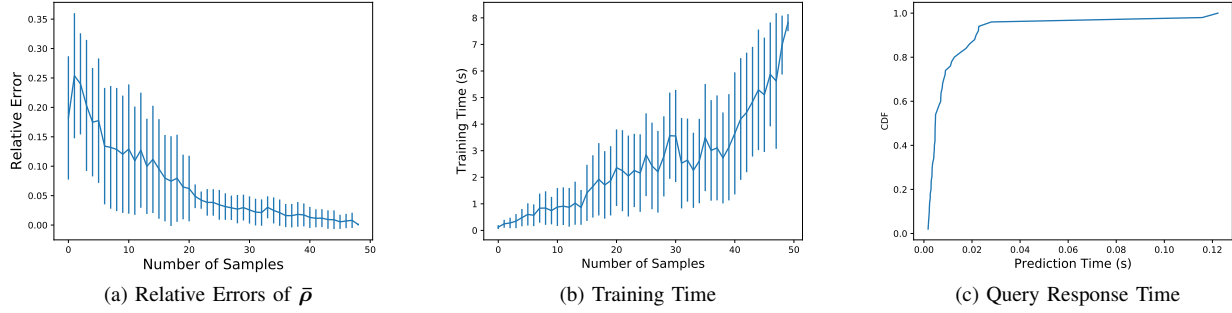 0.35
0.30
0.25
0.20
0.15
0.10
0.05
0.00
Relative Error
0 10 20 30 40 50
Number of Samples
(a) Relative Errors of ρ̄
8
7
6
5
4
3
2
1
0
Training Time (s)
0 10 20 30 40 50
Number of Samples
(b) Training Time
1.0
0.8
0.6
0.4
0.2
0.0
CDF
0.00 0.02 0.04 0.06 0.08 0.10 0.12
Prediction Time (s)
(c) Query Response Time